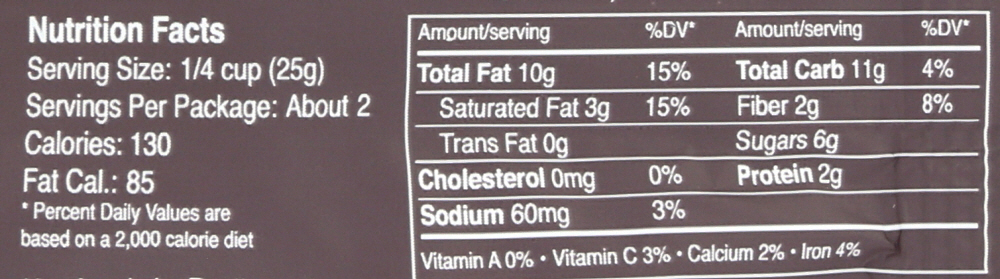 Nutrition Facts
Serving Size: 1/4 cup (25g)
Servings Per Package: About 2
Calories: 130
Fat Cal.: 85
* Percent Daily Values are
based on a 2,000 calorie diet
Amount/serving %DV* Amount/serving %DV*
Total Fat 10g 15% Total Carb 11g 4%
Saturated Fat 3g 15% Fiber 2g 8%
Trans Fat 0g Sugars 6g
Cholesterol 0mg 0% Protein 2g
Sodium 60mg 3%
Vitamin A 0% • Vitamin C 3% • Calcium 2% • Iron 4%